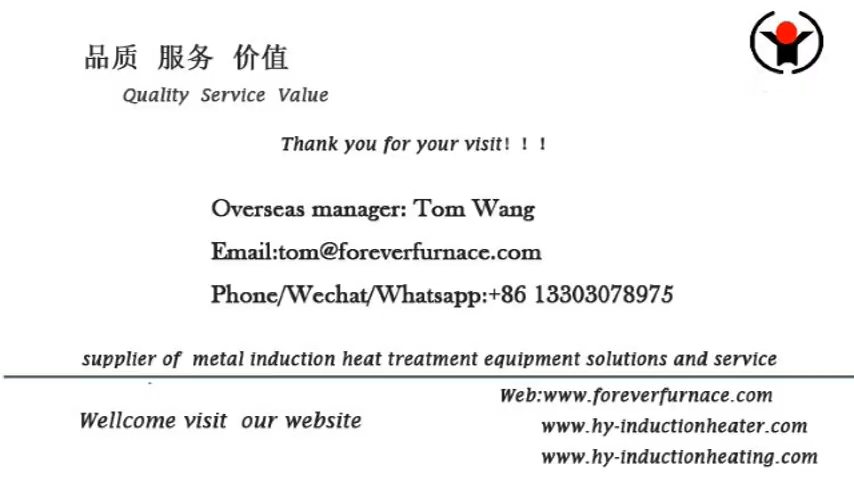 品质 服务 价值
Quality Service Value
Thank you for your visit！！！
Overseas manager: Tom Wang
Email:tom@foreverfurnace.com
Phone/Wechat/Whatsapp:+86 13303078975
supplier of metal induction heat treatment equipment solutions and service
Wellcome visit our website
Web:www.foreverfurnace.com
www.hy-inductionheater.com
www.hy-inductionheating.com